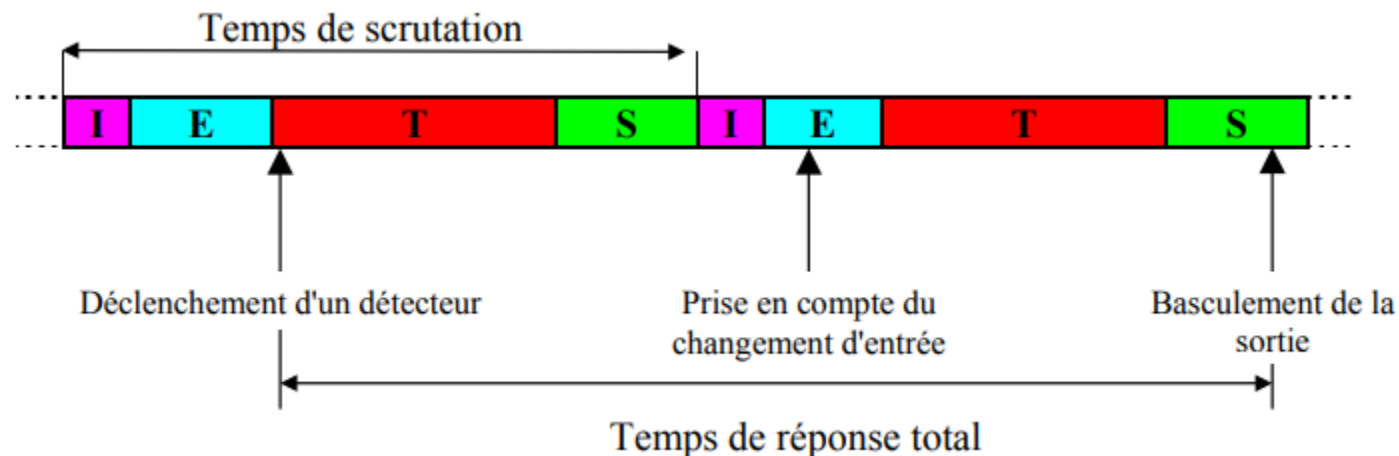 Temps de scrutation
I E T S I E T S
Déclenchement d'un détecteur
Prise en compte du
changement d'entrée
Basculement de la
sortie
Temps de réponse total